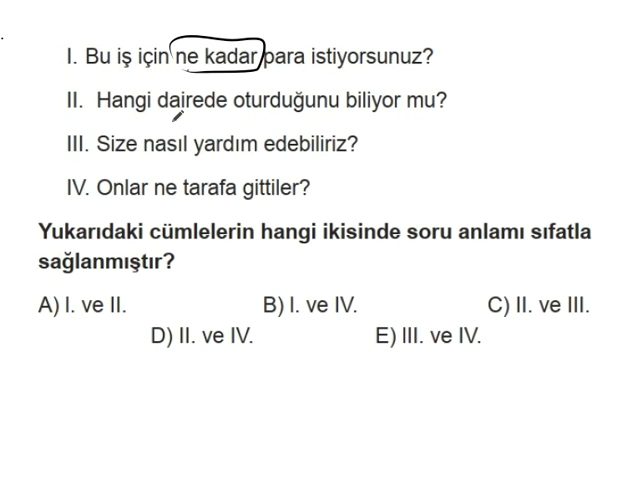 I. Bu iş için ne kadar para istiyorsunuz?
II. Hangi dairede oturduğunu biliyor mu?
III. Size nasıl yardım edebiliriz?
IV. Onlar ne tarafa gittiler?
Yukarıdaki cümlelerin hangi ikisinde soru anlamı sıfatla
sağlanmıştır?
A) I. ve II. B) I. ve IV. C) II. ve III.
D) II. ve IV. E) III. ve IV.